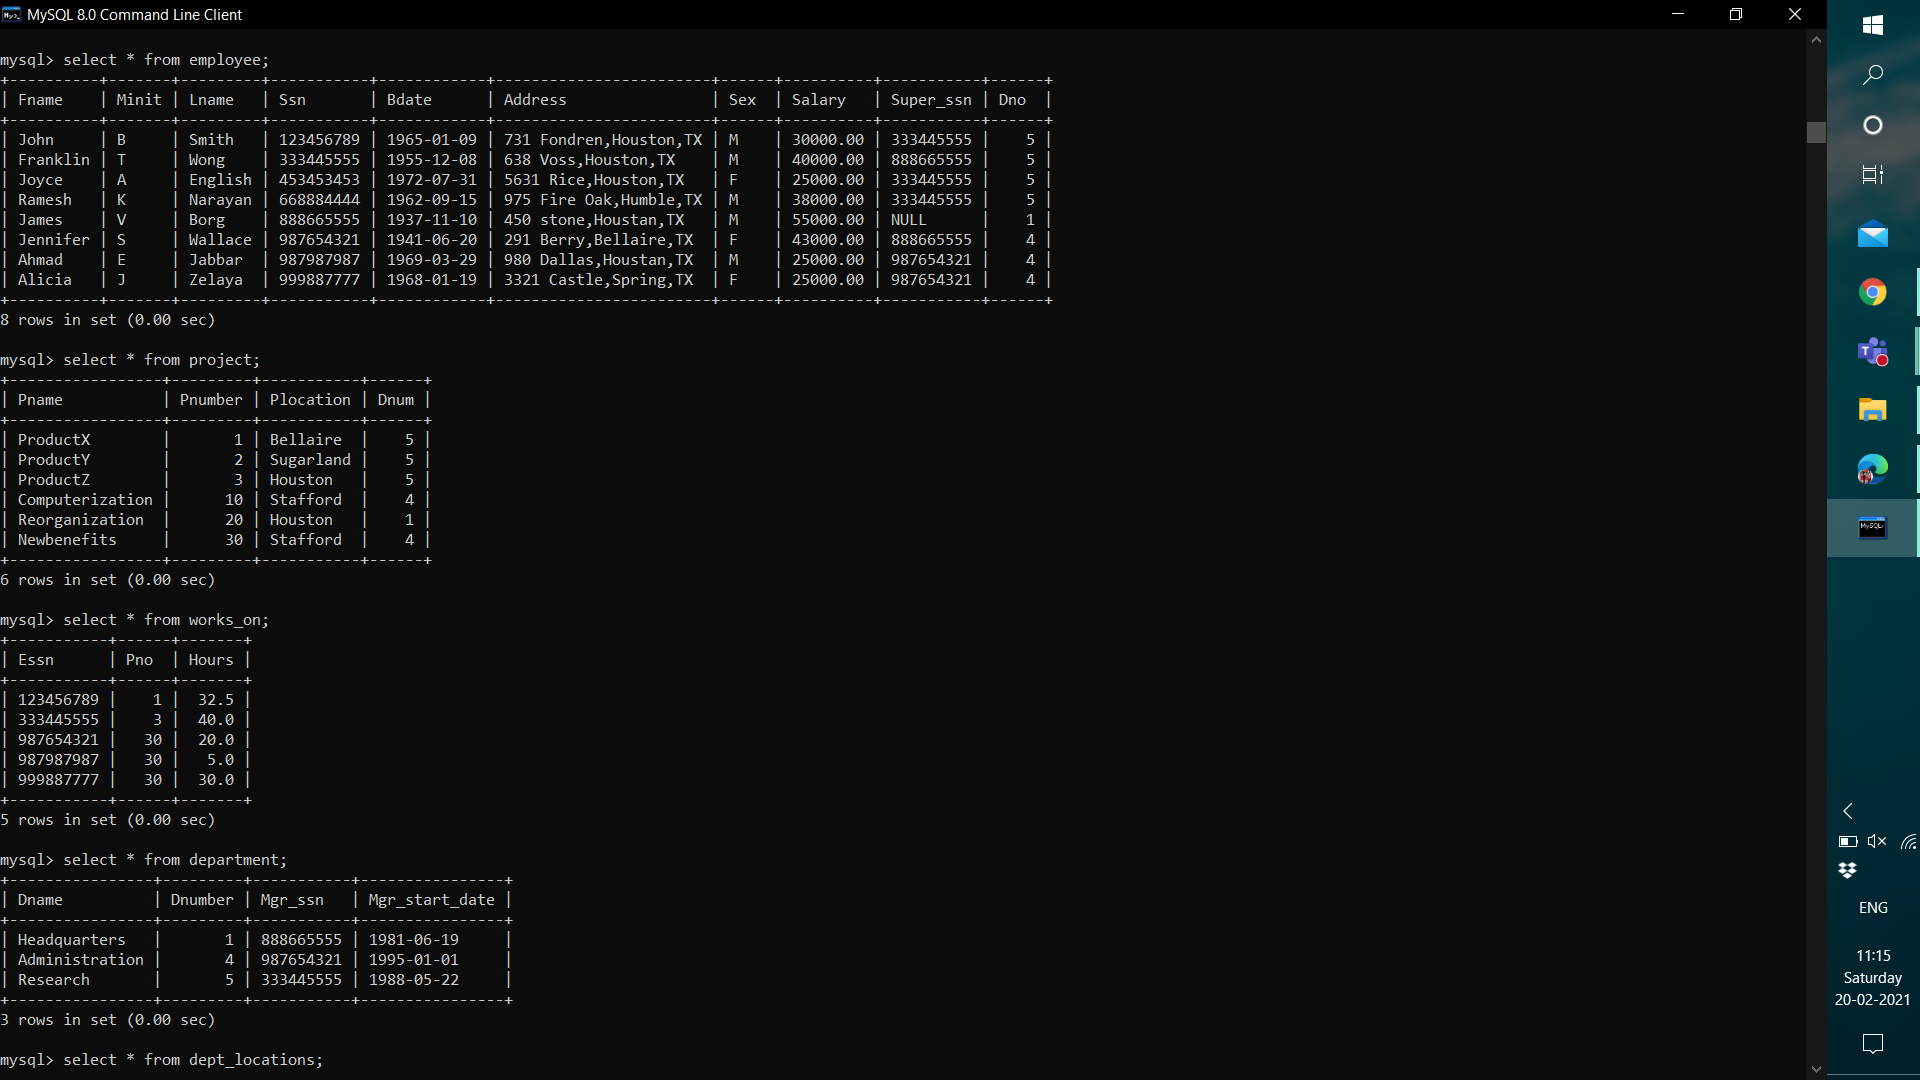 MySQL 8.0 Command Line Client
mysql> select * from employee;
+----------+-------+---------+-----------+------------+------------------------+------+----------+-----------+------+
| Fname    | Minit | Lname   | Ssn       | Bdate      | Address                | Sex  | Salary   | Super_ssn | Dno  |
+----------+-------+---------+-----------+------------+------------------------+------+----------+-----------+------+
| John     | B     | Smith   | 123456789 | 1965-01-09 | 731 Fondren,Houston,TX | M    | 30000.00 | 333445555 |    5 |
| Franklin | T     | Wong    | 333445555 | 1955-12-08 | 638 Voss,Houston,TX    | M    | 40000.00 | 888665555 |    5 |
| Joyce    | A     | English | 453453453 | 1972-07-31 | 5631 Rice,Houston,TX   | F    | 25000.00 | 333445555 |    5 |
| Ramesh   | K     | Narayan | 668884444 | 1962-09-15 | 975 Fire Oak,Humble,TX | M    | 38000.00 | 333445555 |    5 |
| James    | V     | Borg    | 888665555 | 1937-11-10 | 450 stone,Houstan,TX   | M    | 55000.00 | NULL      |    1 |
| Jennifer | S     | Wallace | 987654321 | 1941-06-20 | 291 Berry,Bellaire,TX  | F    | 43000.00 | 888665555 |    4 |
| Ahmad    | E     | Jabbar  | 987987987 | 1969-03-29 | 980 Dallas,Houstan,TX  | M    | 25000.00 | 987654321 |    4 |
| Alicia   | J     | Zelaya  | 999887777 | 1968-01-19 | 3321 Castle,Spring,TX  | F    | 25000.00 | 987654321 |    4 |
+----------+-------+---------+-----------+------------+------------------------+------+----------+-----------+------+
8 rows in set (0.00 sec)
mysql> select * from project;
+-----------------+---------+-----------+------+
| Pname           | Pnumber | Plocation | Dnum |
+-----------------+---------+-----------+------+
| ProductX        |       1 | Bellaire  |    5 |
| ProductY        |       2 | Sugarland |    5 |
| ProductZ        |       3 | Houston   |    5 |
| Computerization |      10 | Stafford  |    4 |
| Reorganization  |      20 | Houston   |    1 |
| Newbenefits     |      30 | Stafford  |    4 |
+-----------------+---------+-----------+------+
6 rows in set (0.00 sec)
mysql> select * from works_on;
+-----------+------+-------+
| Essn      | Pno  | Hours |
+-----------+------+-------+
| 123456789 |    1 |  32.5 |
| 333445555 |    3 |  40.0 |
| 987654321 |   30 |  20.0 |
| 987987987 |   30 |   5.0 |
| 999887777 |   30 |  30.0 |
+-----------+------+-------+
5 rows in set (0.00 sec)
mysql> select * from department;
+----------------+---------+-----------+----------------+
| Dname          | Dnumber | Mgr_ssn   | Mgr_start_date |
+----------------+---------+-----------+----------------+
| Headquarters   |       1 | 888665555 | 1981-06-19     |
| Administration |       4 | 987654321 | 1995-01-01     |
| Research       |       5 | 333445555 | 1988-05-22     |
+----------------+---------+-----------+----------------+
3 rows in set (0.00 sec)
mysql> select * from dept_locations;
ENG
11:15
Saturday
20-02-2021